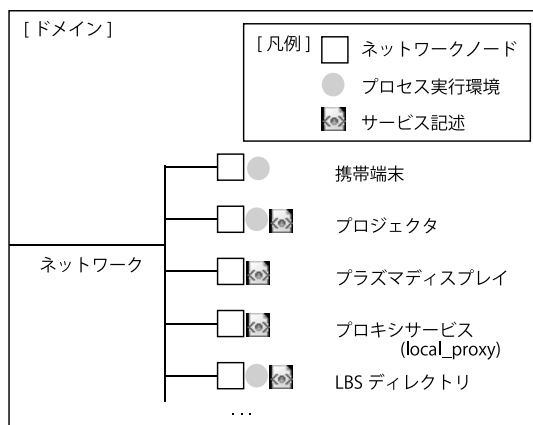 [ドメイン]
[凡例]
ネットワークノード
プロセス実行環境
サービス記述
携帯端末
プロジェクタ
ネットワーク
プラズマディスプレイ
プロキシサービス
(local_proxy)
LBS ディレクトリ
...